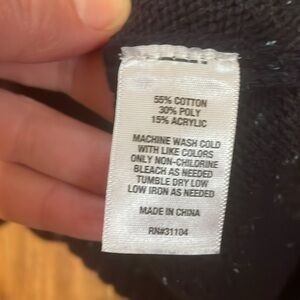 55% COTTON
30% POLY
15% ACRYLIC
MACHINE WASH COLD
WITH LIKE COLORS
ONLY NON-CHLORINE
BLEACH AS NEEDED
TUMBLE DRY LOW
LOW IRON AS NEEDED
MADE IN CHINA
RN#31104